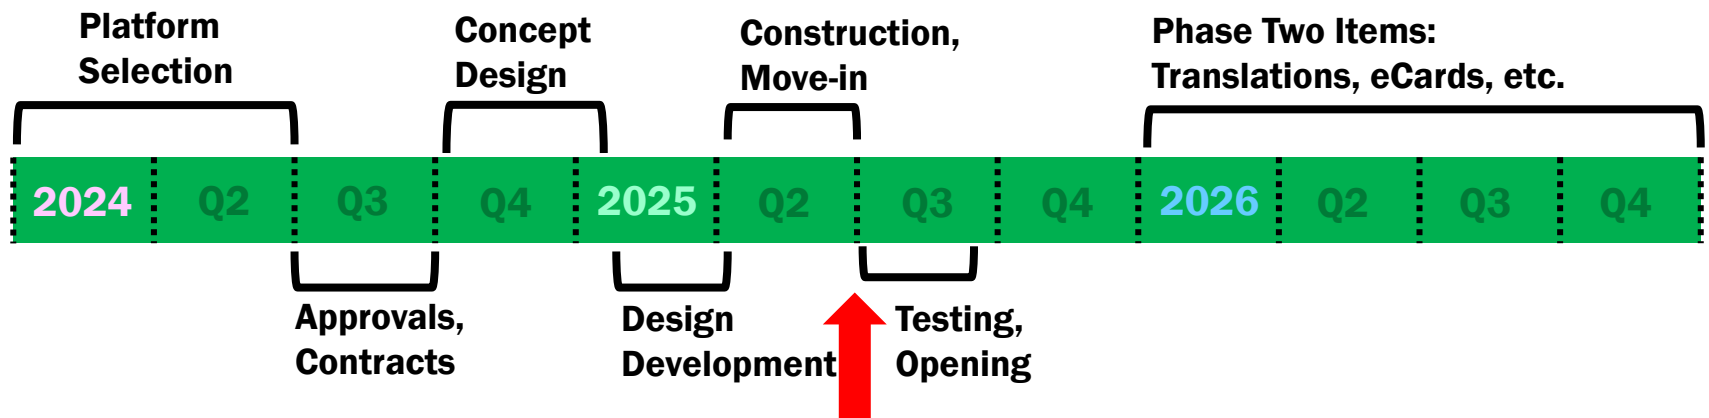 Platform
Selection
Concept
Design
Construction,
Move-in
Phase Two Items:
Translations, eCards, etc.
2024 Q2 Q3 Q4 2025 Q2 Q3 Q4 2026 Q2 Q3 Q4
Approvals,
Contracts
Design
Development
Testing,
Opening